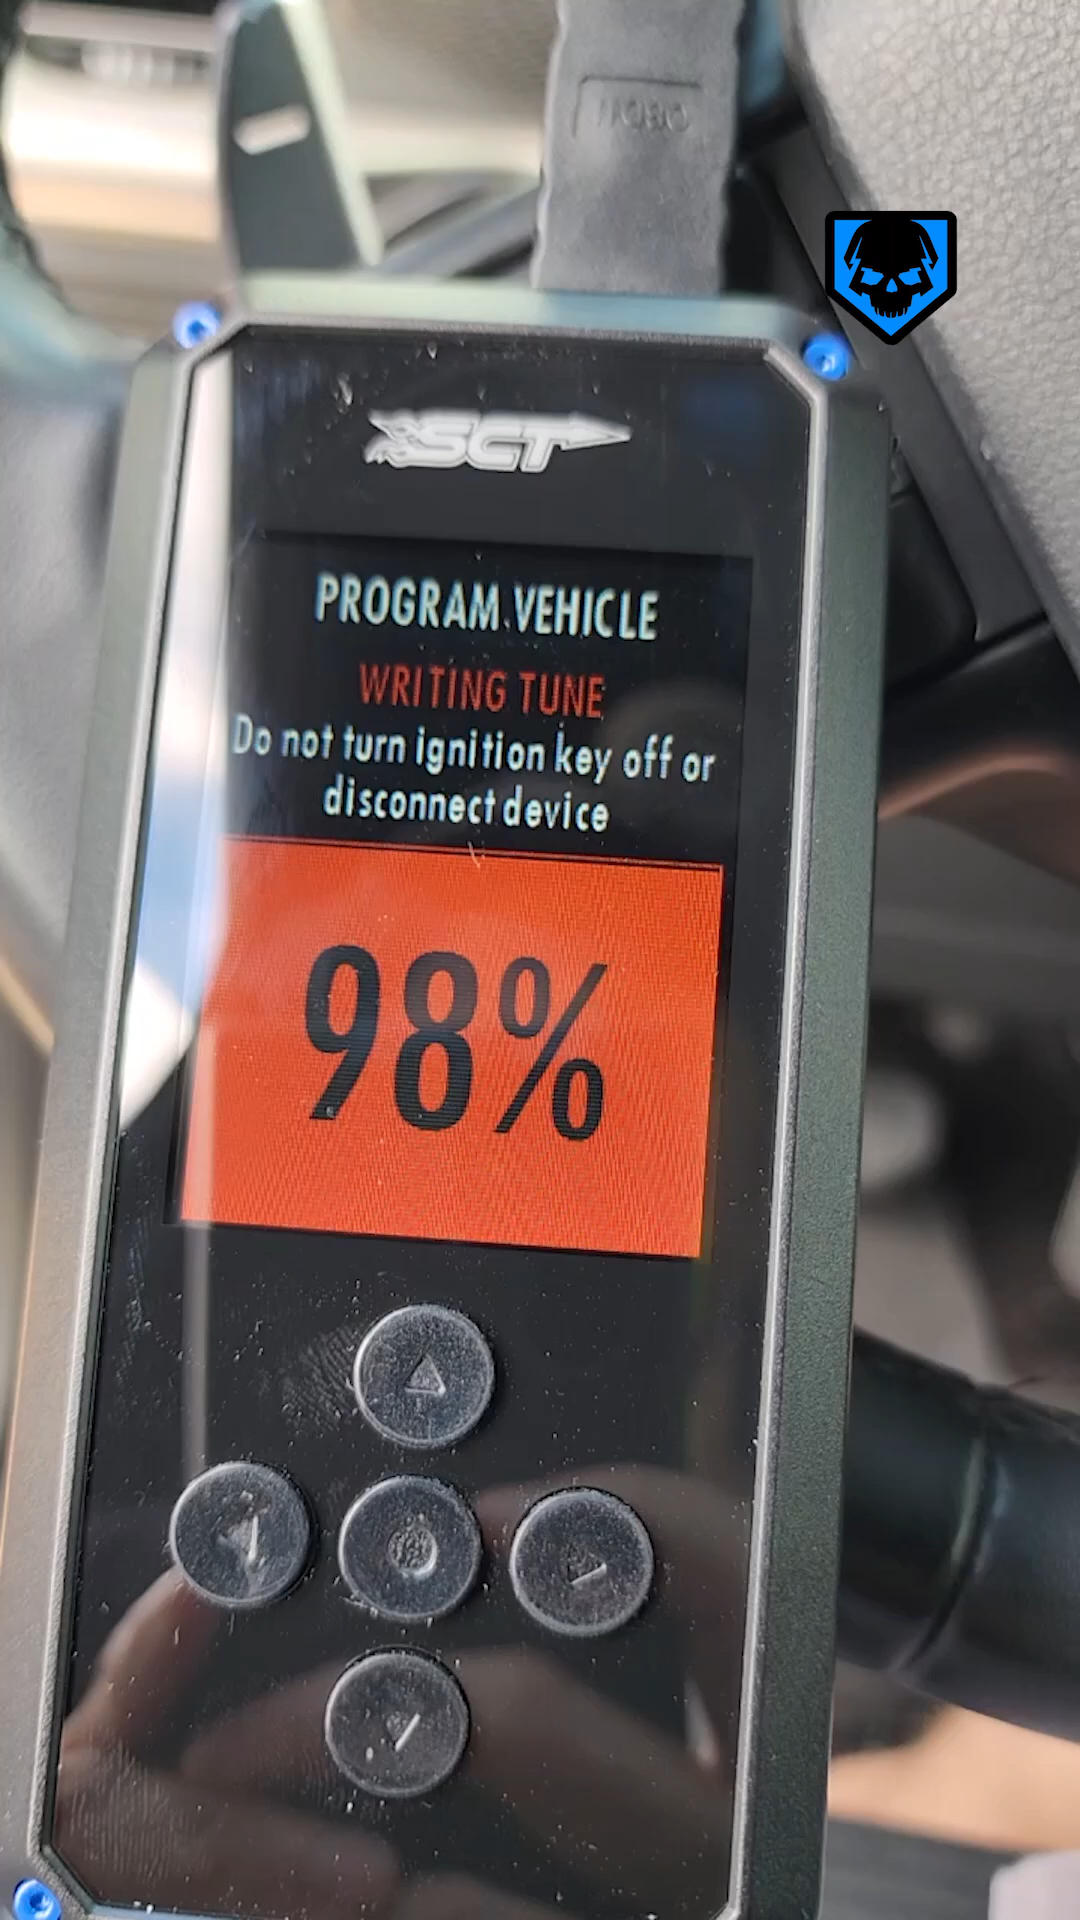 SCT
PROGRAM VEHICLE
WRITING TUNE
Do not turn ignition key off or
disconnect device
98%